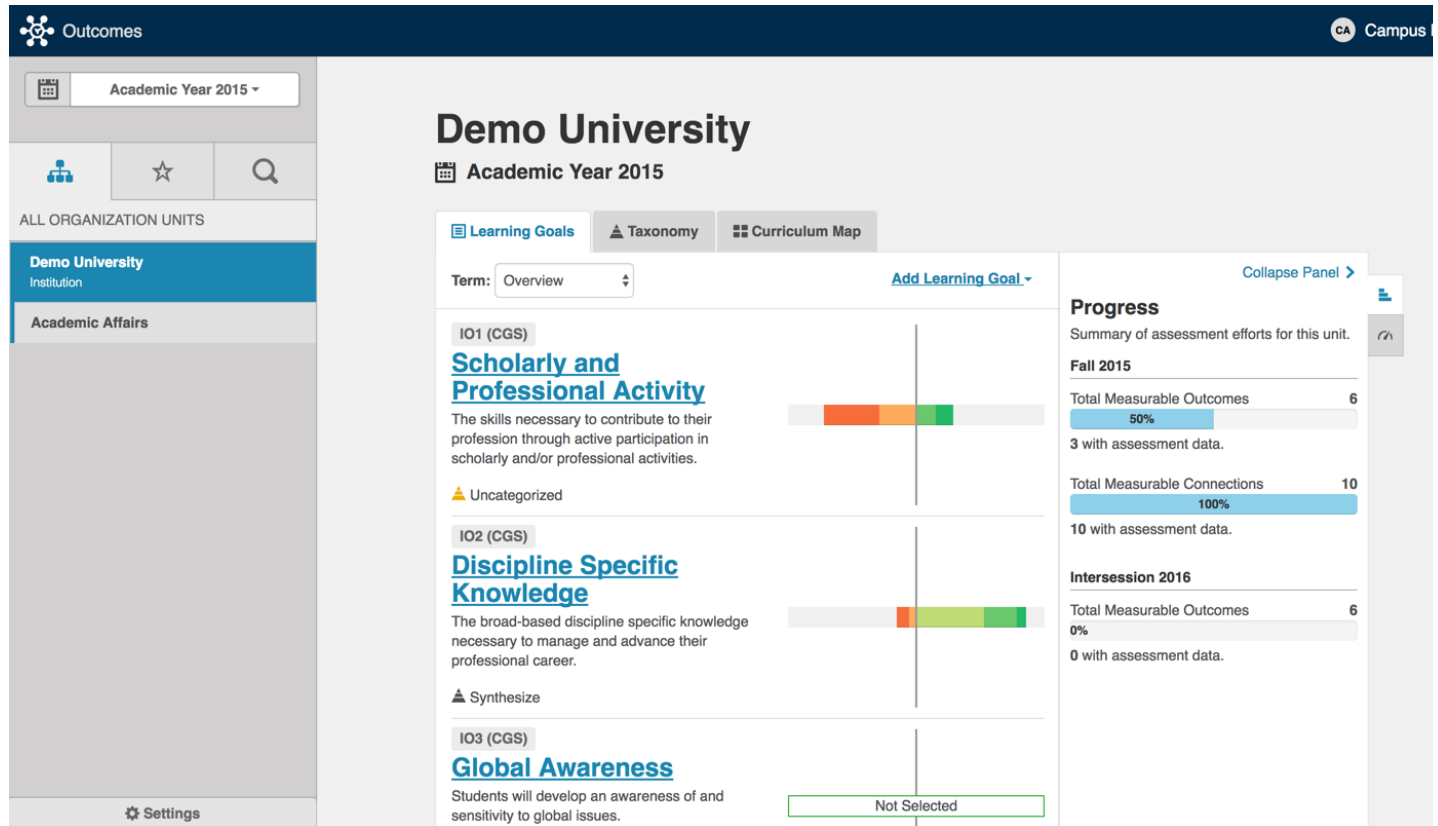 Outcomes
CA Campus
Academic Year 2015
ALL ORGANIZATION UNITS
Demo University
Institution
Academic Affairs
Settings
Demo University
Academic Year 2015
Learning Goals
Taxonomy
Curriculum Map
Term: Overview
Add Learning Goal
IO1 (CGS)
Scholarly and
Professional Activity
The skills necessary to contribute to their
profession through active participation in
scholarly and/or professional activities.
Uncategorized
IO2 (CGS)
Discipline Specific
Knowledge
The broad-based discipline specific knowledge
necessary to manage and advance their
professional career.
Synthesize
IO3 (CGS)
Global Awareness
Students will develop an awareness of and
sensitivity to global issues.
Not Selected
Collapse Panel
Progress
Summary of assessment efforts for this unit.
Fall 2015
Total Measurable Outcomes 6
50%
3 with assessment data.
Total Measurable Connections 10
100%
10 with assessment data.
Intersession 2016
Total Measurable Outcomes 6
0%
0 with assessment data.